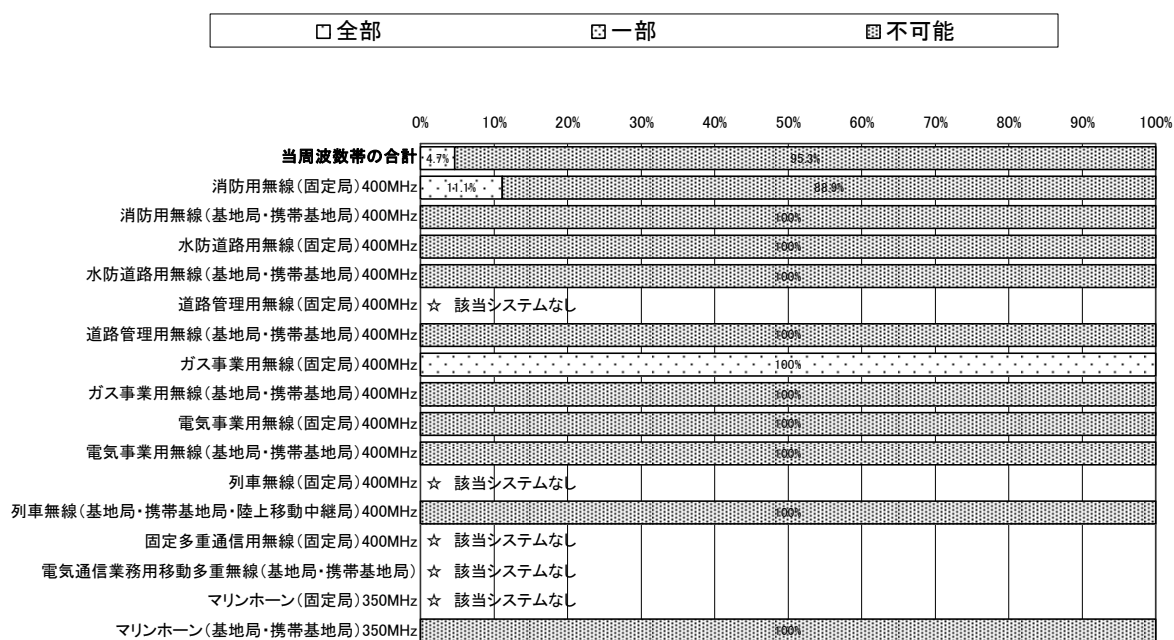 全部 一部 不可能
0% 10% 20% 30% 40% 50% 60% 70% 80% 90% 100%
当周波数帯の合計 4.7% 95.3%
消防用無線(固定局)400MHz 11.1% 88.9%
消防用無線(基地局・携帯基地局)400MHz 100%
水防道路用無線(固定局)400MHz 100%
水防道路用無線(基地局・携帯基地局)400MHz 100%
道路管理用無線(固定局)400MHz ☆ 該当システムなし
道路管理用無線(基地局・携帯基地局)400MHz 100%
ガス事業用無線(固定局)400MHz 100%
ガス事業用無線(基地局・携帯基地局)400MHz 100%
電気事業用無線(固定局)400MHz 100%
電気事業用無線(基地局・携帯基地局)400MHz 100%
列車無線(固定局)400MHz ☆ 該当システムなし
列車無線(基地局・携帯基地局・陸上移動中継局)400MHz 100%
固定多重通信用無線(固定局)400MHz ☆ 該当システムなし
電気通信業務用移動多重無線(基地局・携帯基地局) ☆ 該当システムなし
マリンホーン(固定局)350MHz ☆ 該当システムなし
マリンホーン(基地局・携帯基地局)350MHz 100%